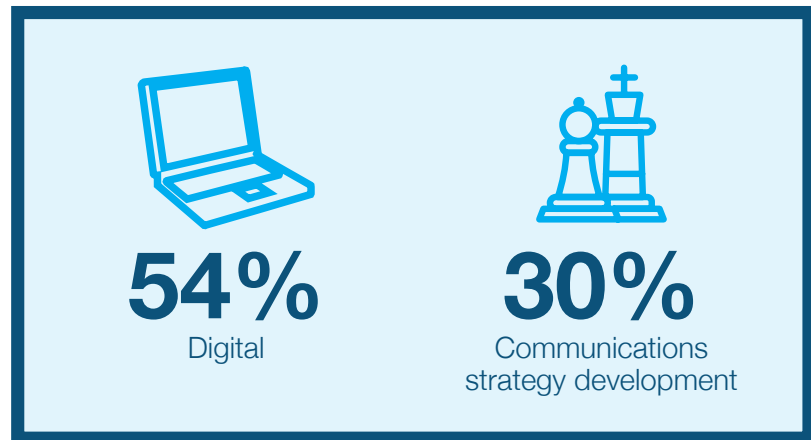 54%
Digital
30%
Communications
strategy development